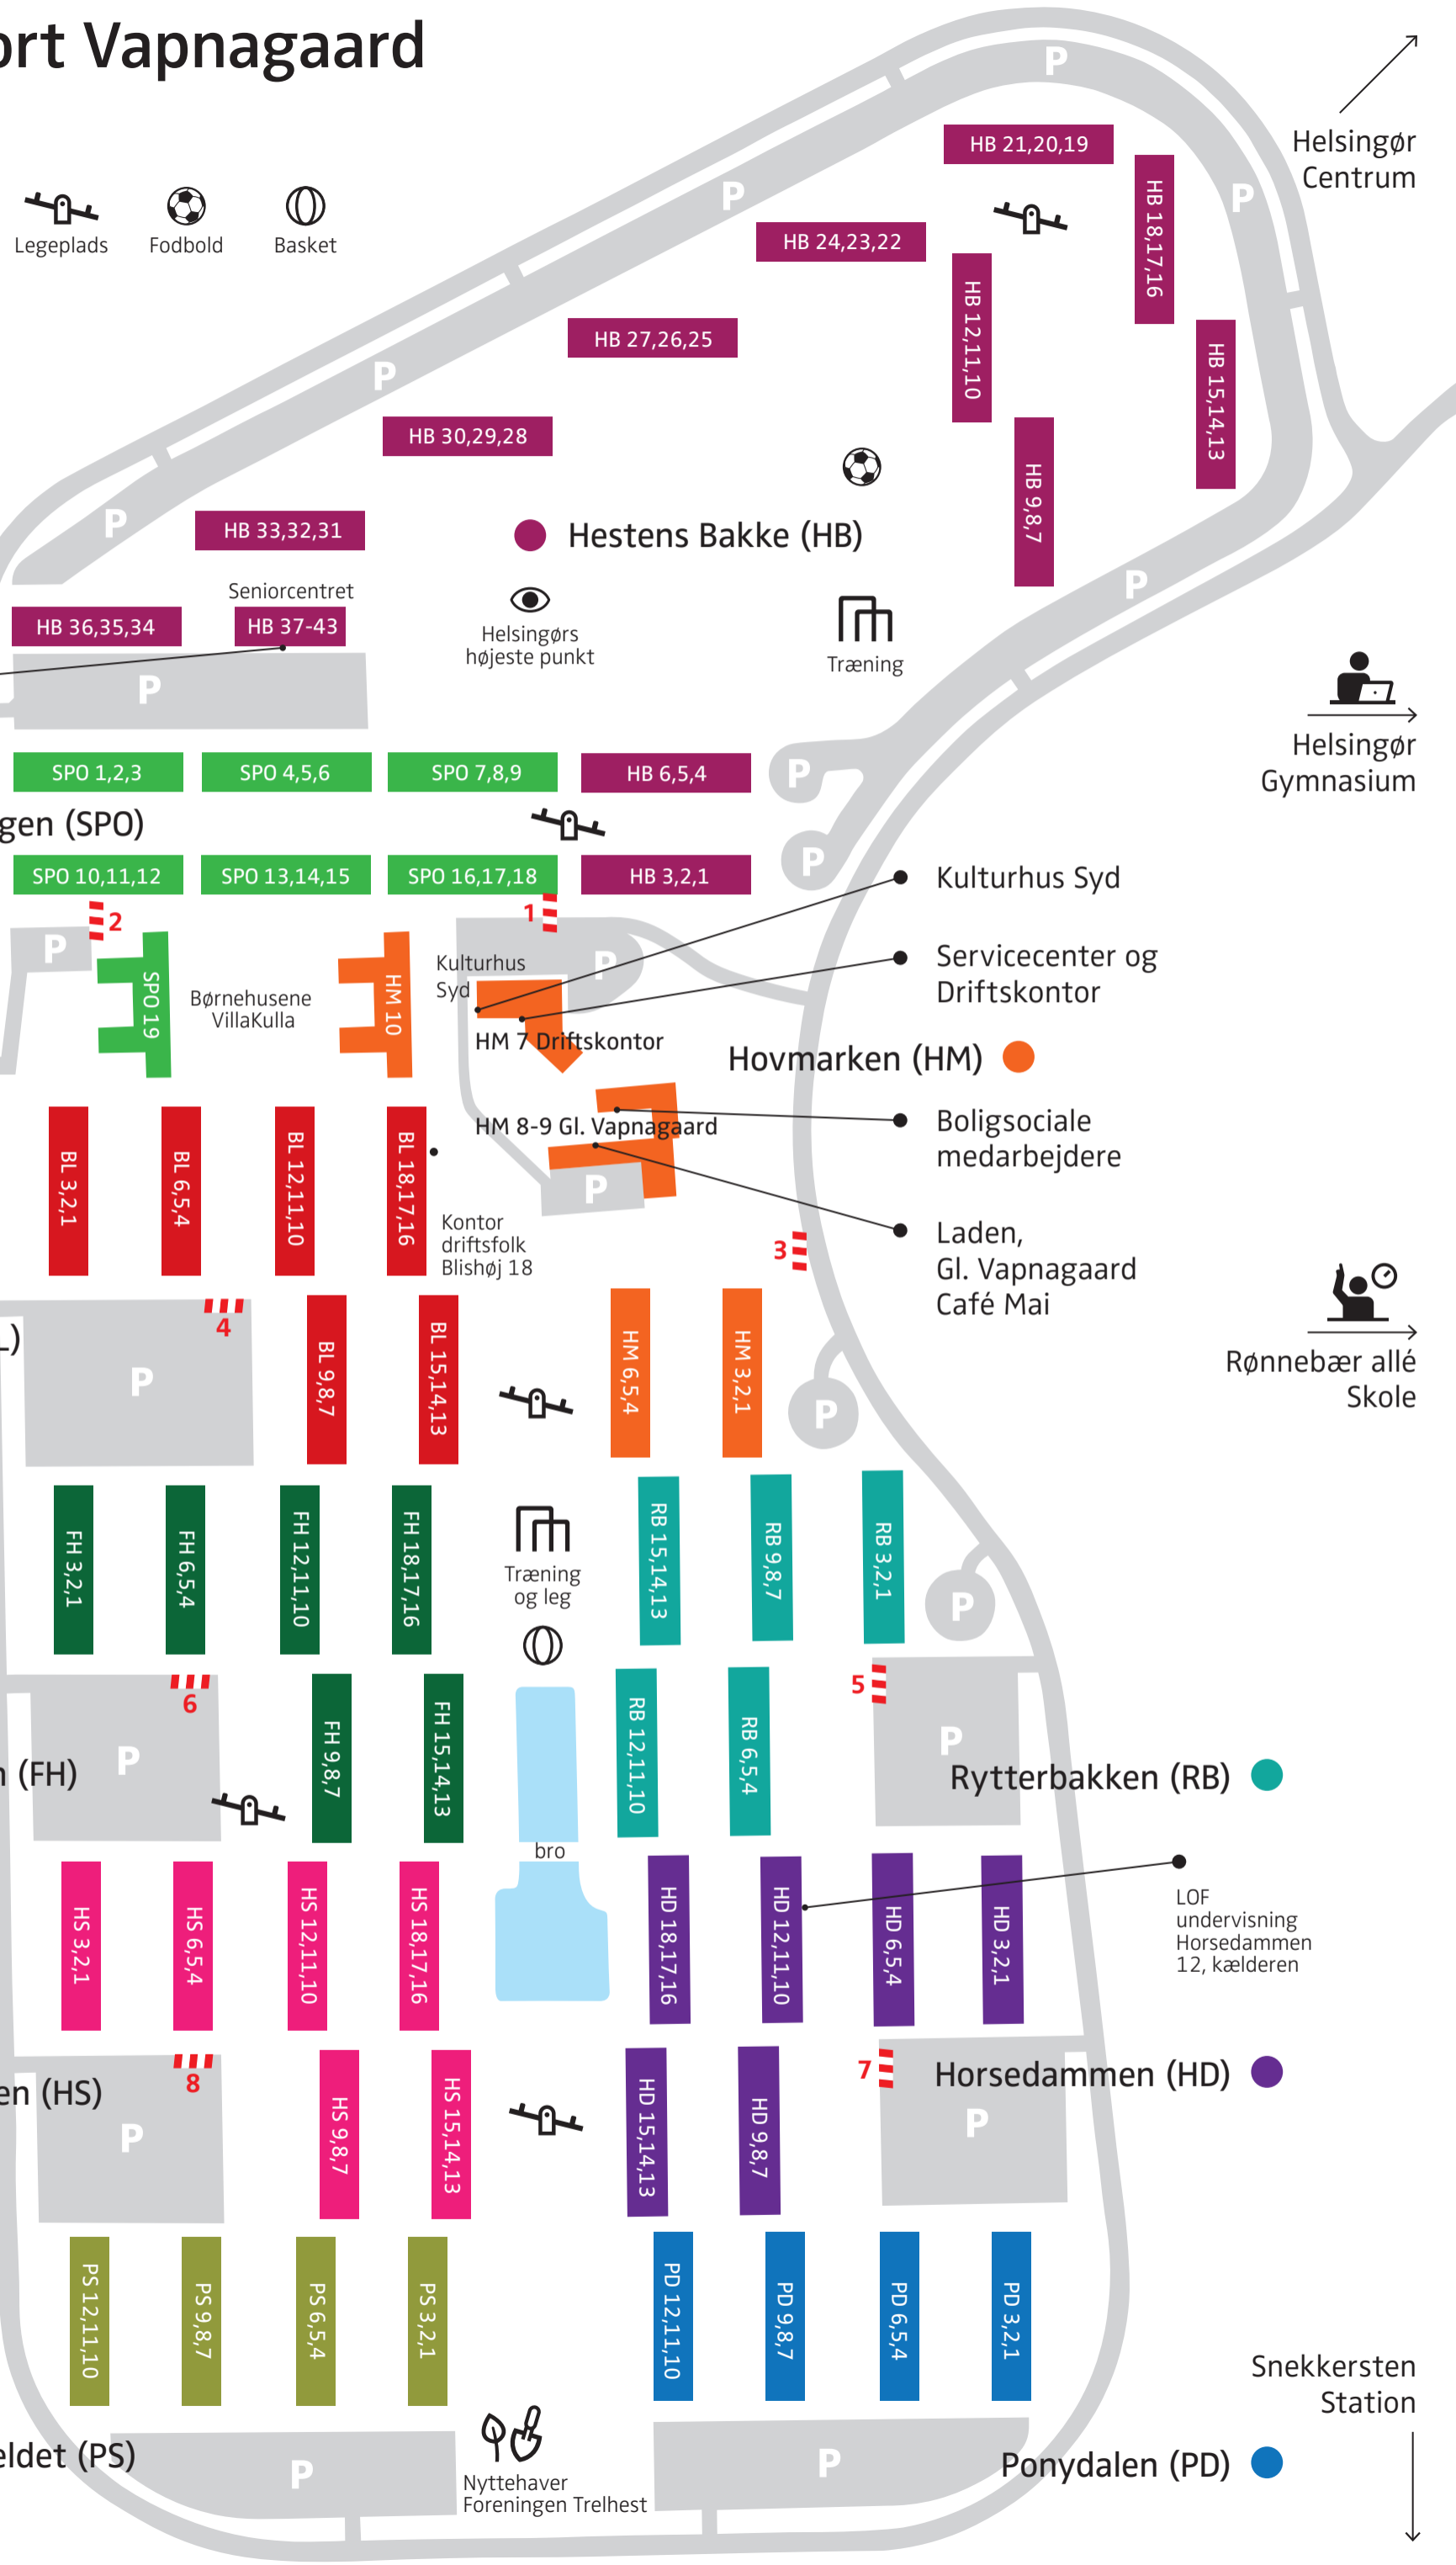 ort Vapnagaard
P
Helsingør
Centrum
HB 21,20,19
HB 18,17,16
P
P
Legeplads
Fodbold
Basket
HB 24,23,22
HB 12,11,10
HB 27,26,25
HB 15,14,13
P
HB 30,29,28
HB 9,8,7
P
HB 33,32,31
Hestens Bakke (HB)
P
Seniorcentret
HB 36,35,34
HB 37-43
Helsingørs
højeste punkt
Træning
P
Helsingør
Gymnasium
SPO 1,2,3
SPO 4,5,6
SPO 7,8,9
HB 6,5,4
P
gen (SPO)
SPO 10,11,12
SPO 13,14,15
SPO 16,17,18
HB 3,2,1
P
Kulturhus Syd
2
1
P
SPO 19
Børnehusene
VillaKulla
HM 10
Kulturhus
Syd
P
Servicecenter og
Driftskontor
HM 7 Driftskontor
Hovmarken (HM)
HM 8-9 Gl. Vapnagaard
Boligsociale
medarbejdere
BL 3,2,1
BL 6,5,4
BL 12,11,10
BL 18,17,16
P
Kontor
driftsfolk
Blishøj 18
3
Laden,
Gl. Vapnagaard
Café Mai
4
L)
P
BL 9,8,7
BL 15,14,13
HM 6,5,4
HM 3,2,1
P
Rønnebær allé
Skole
FH 3,2,1
FH 6,5,4
FH 12,11,10
FH 18,17,16
Træning
og leg
RB 15,14,13
RB 9,8,7
RB 3,2,1
P
6
5
n (FH)
P
FH 9,8,7
FH 15,14,13
RB 12,11,10
RB 6,5,4
P
Rytterbakken (RB)
bro
HS 3,2,1
HS 6,5,4
HS 12,11,10
HS 18,17,16
HD 18,17,16
HD 12,11,10
HD 6,5,4
HD 3,2,1
LOF
undervisning
Horsedammen
12, kælderen
8
7
en (HS)
P
HS 9,8,7
HS 15,14,13
HD 15,14,13
HD 9,8,7
P
Horsedammen (HD)
PS 12,11,10
PS 9,8,7
PS 6,5,4
PS 3,2,1
PD 12,11,10
PD 9,8,7
PD 6,5,4
PD 3,2,1
Snekkersten
Station
eldet (PS)
P
Nyttehaver
Foreningen Trelhest
P
Ponydalen (PD)